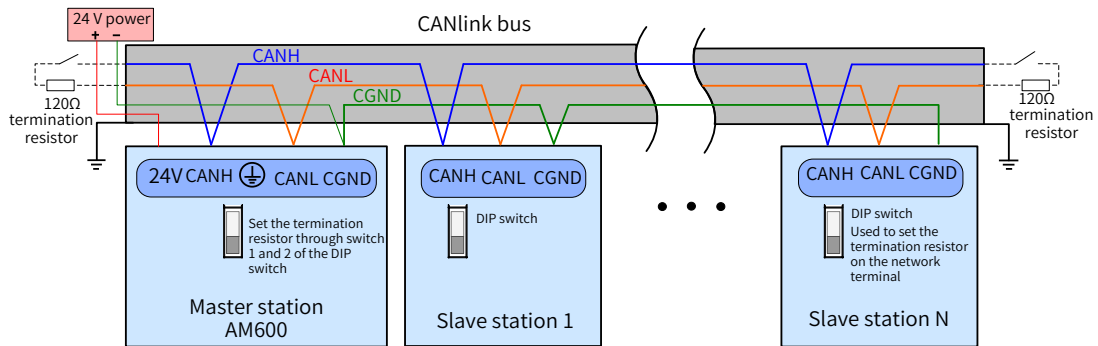 24 V power
+ −
CANlink bus
CANH
CANL
CGND
120Ω
termination
resistor
120Ω
termination
resistor
24V CANH CANL CGND
CANH CANL CGND
CANH CANL CGND
Set the termination
resistor through switch
1 and 2 of the DIP
switch
DIP switch
DIP switch
Used to set the
termination resistor
on the network
terminal
Master station
AM600
Slave station 1
Slave station N